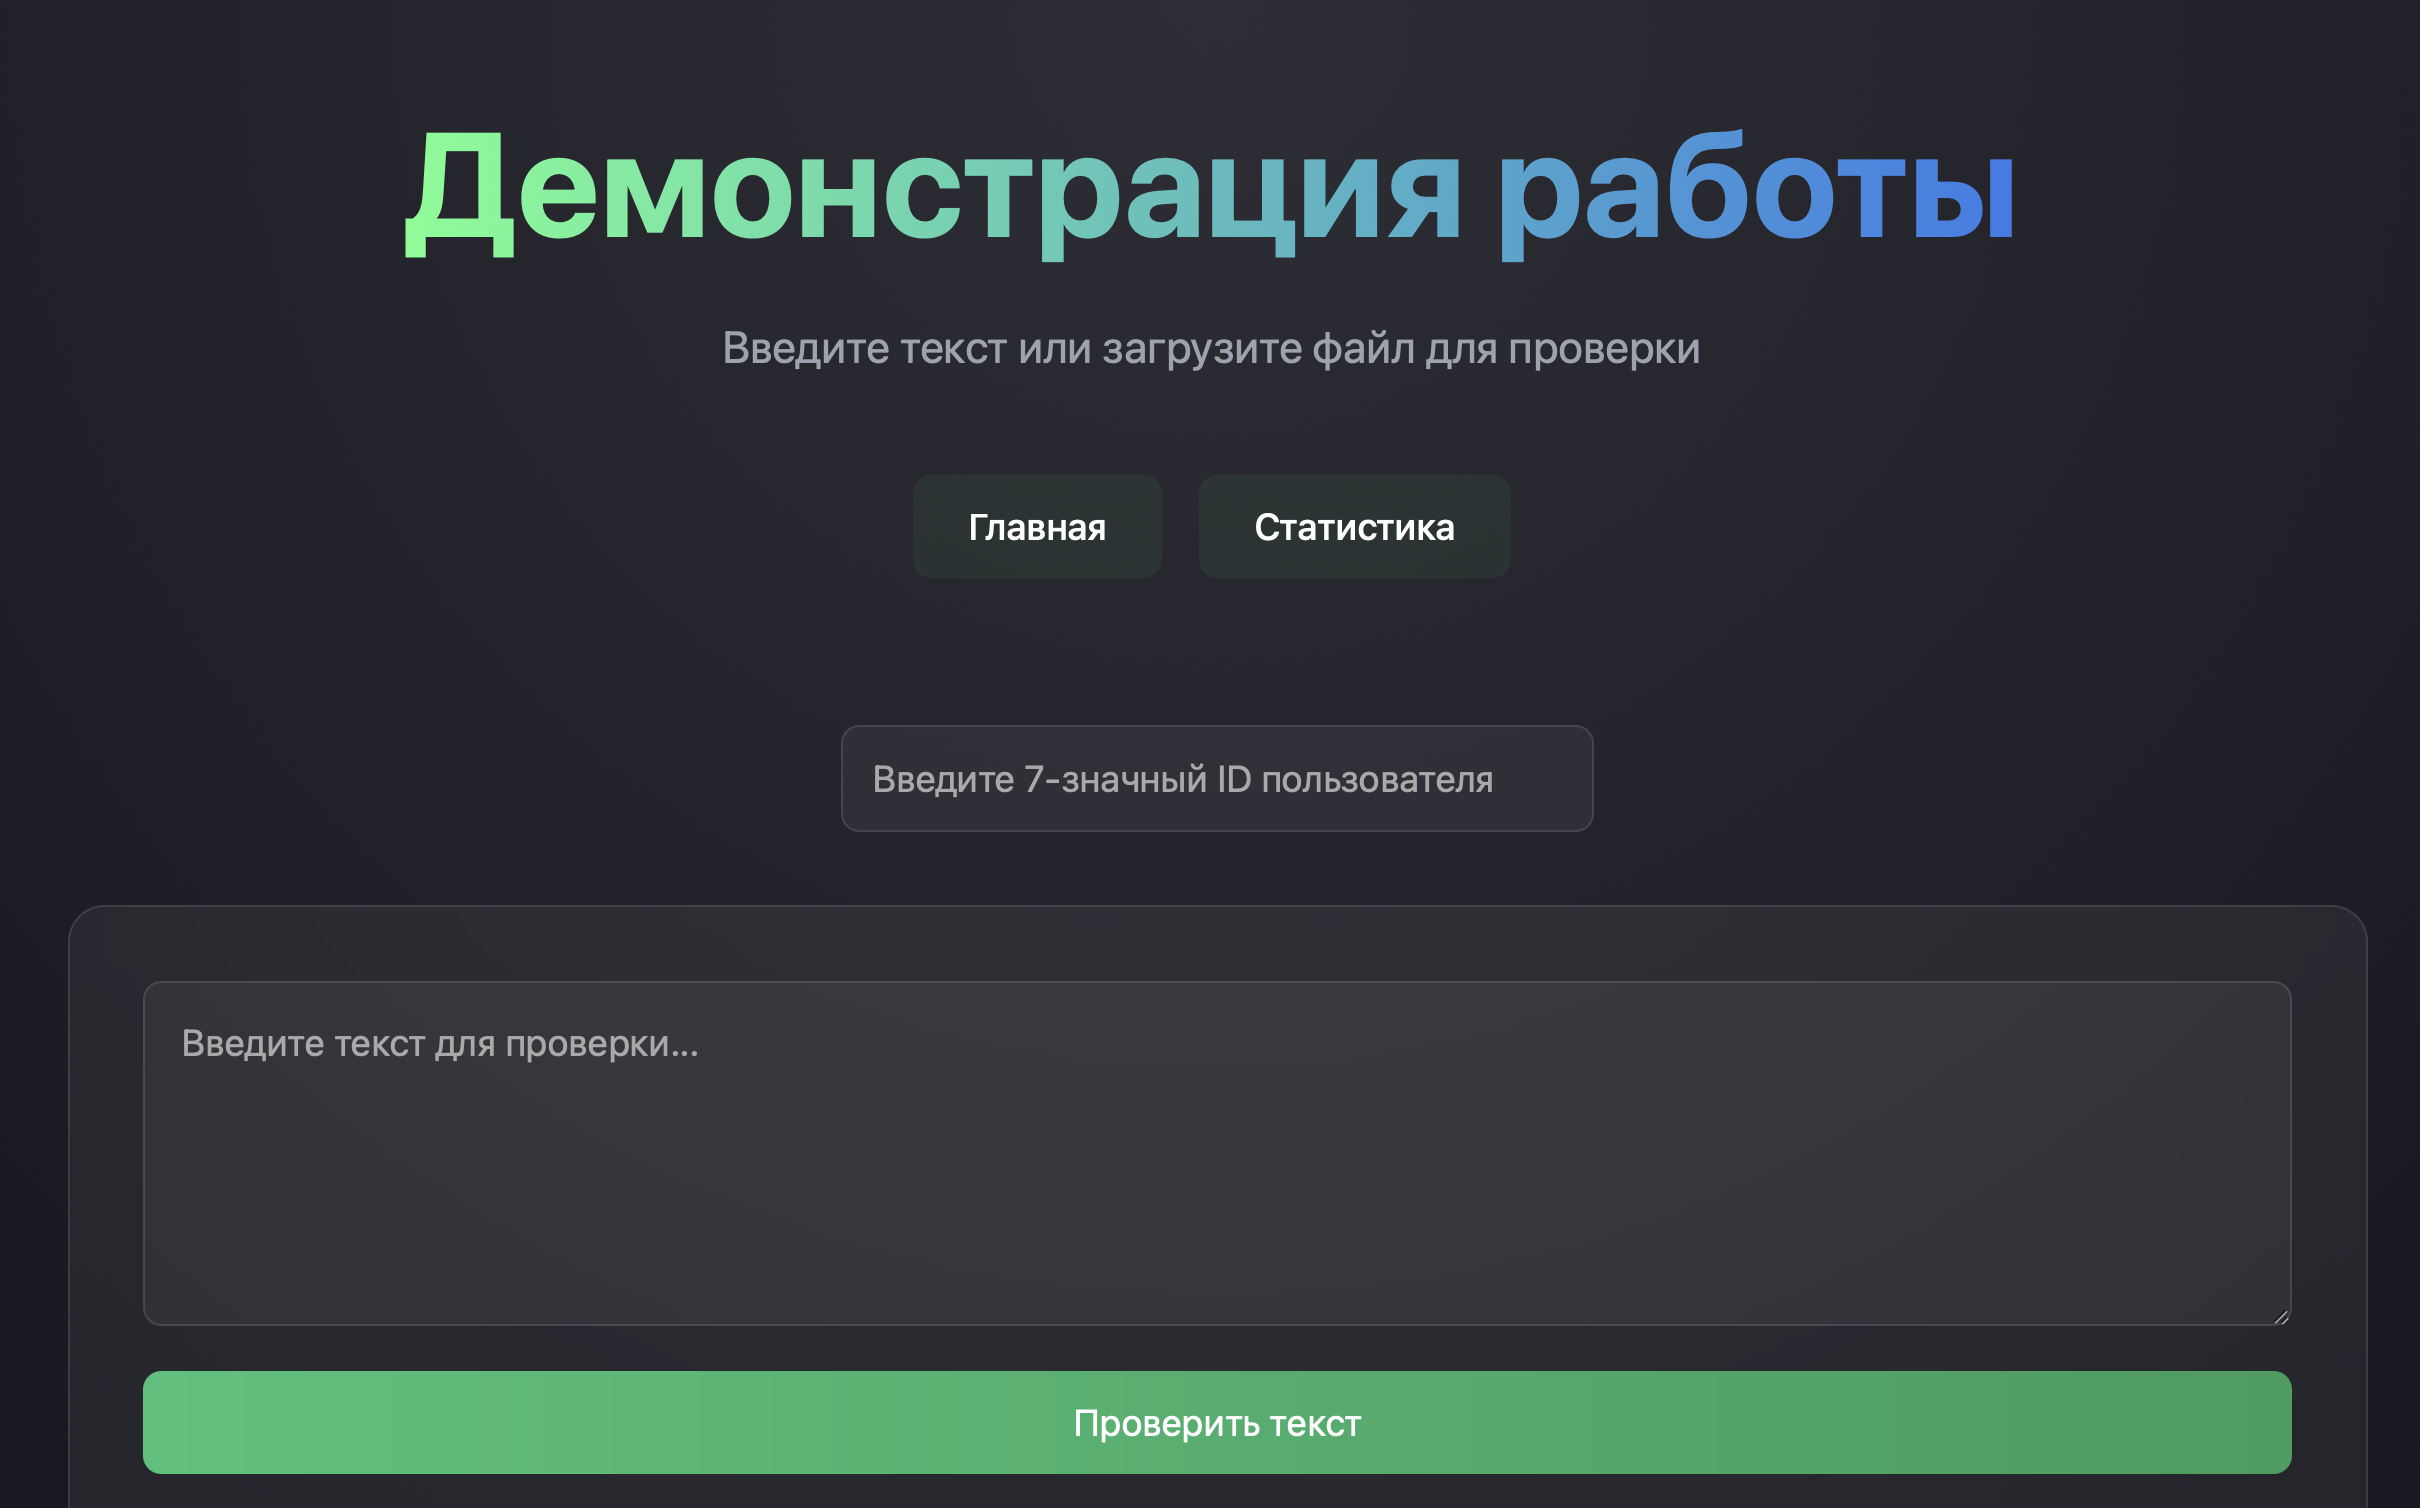 Демонстрация работы
Введите текст или загрузите файл для проверки
Главная
Статистика
Введите 7-значный ID пользователя
Введите текст для проверки...
Проверить текст